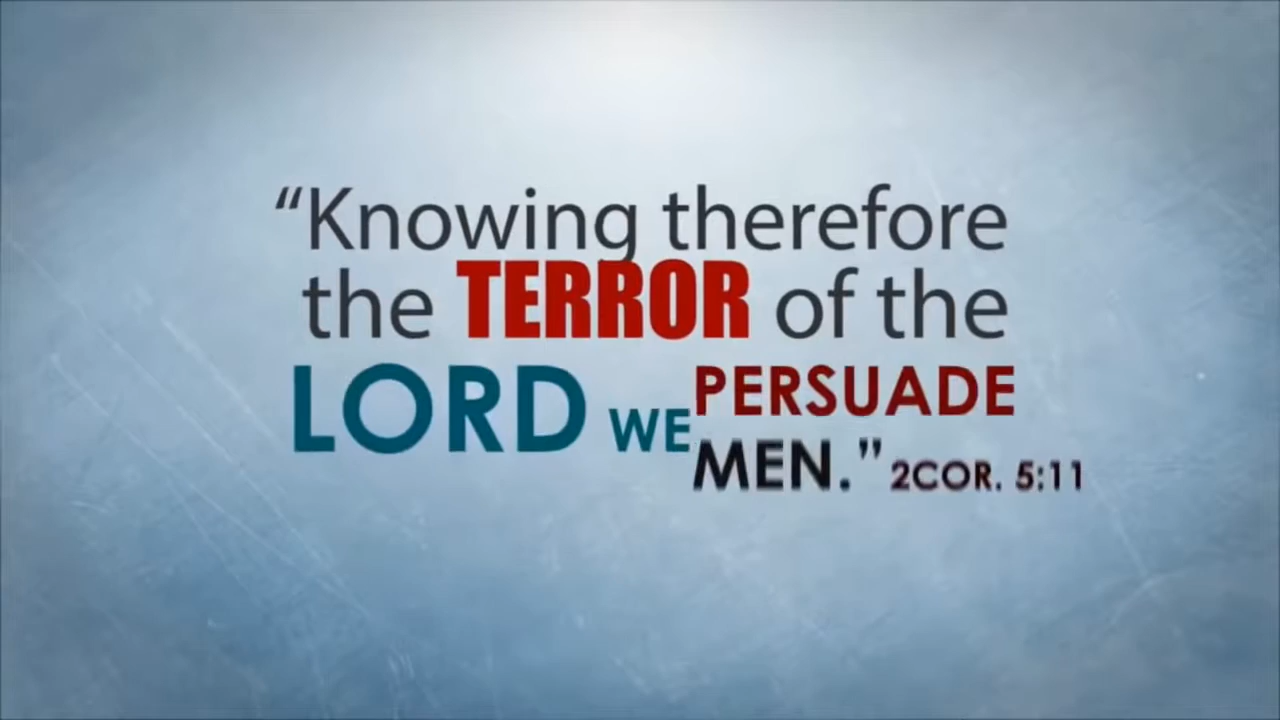 “Knowing therefore
the TERROR of the
LORD WE PERSUADE
MEN.” 2COR. 5:11